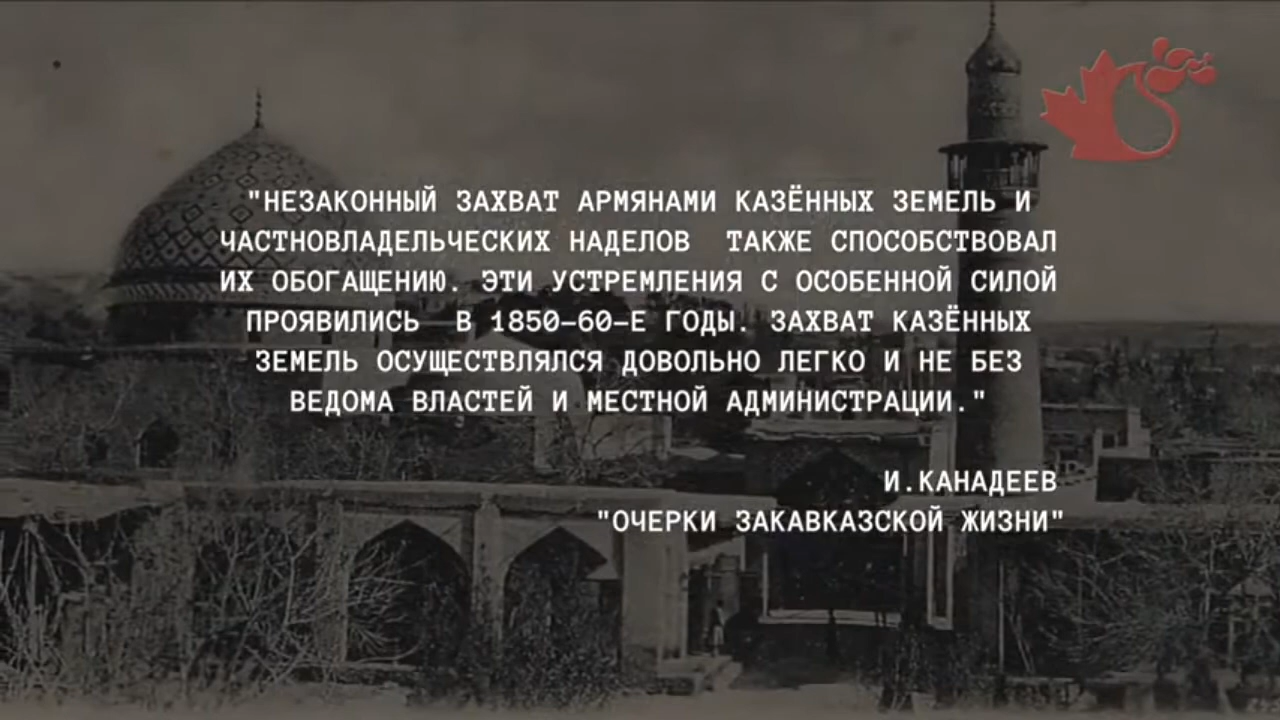 "НЕЗАКОННЫЙ ЗАХВАТ АРМЯНАМИ КАЗЁННЫХ ЗЕМЕЛЬ И
ЧАСТНОВЛАДЕЛЬЧЕСКИХ НАДЕЛОВ  ТАКЖЕ СПОСОБСТВОВАЛ
ИХ ОБОГАЩЕНИЮ. ЭТИ УСТРЕМЛЕНИЯ С ОСОБЕННОЙ СИЛОЙ
ПРОЯВИЛИСЬ  В 1850-60-Е ГОДЫ. ЗАХВАТ КАЗЁННЫХ
ЗЕМЕЛЬ ОСУЩЕСТВЛЯЛСЯ ДОВОЛЬНО ЛЕГКО И НЕ БЕЗ
ВЕДОМА ВЛАСТЕЙ И МЕСТНОЙ АДМИНИСТРАЦИИ."
И.КАНАДЕЕВ
"ОЧЕРКИ ЗАКАВКАЗСКОЙ ЖИЗНИ"